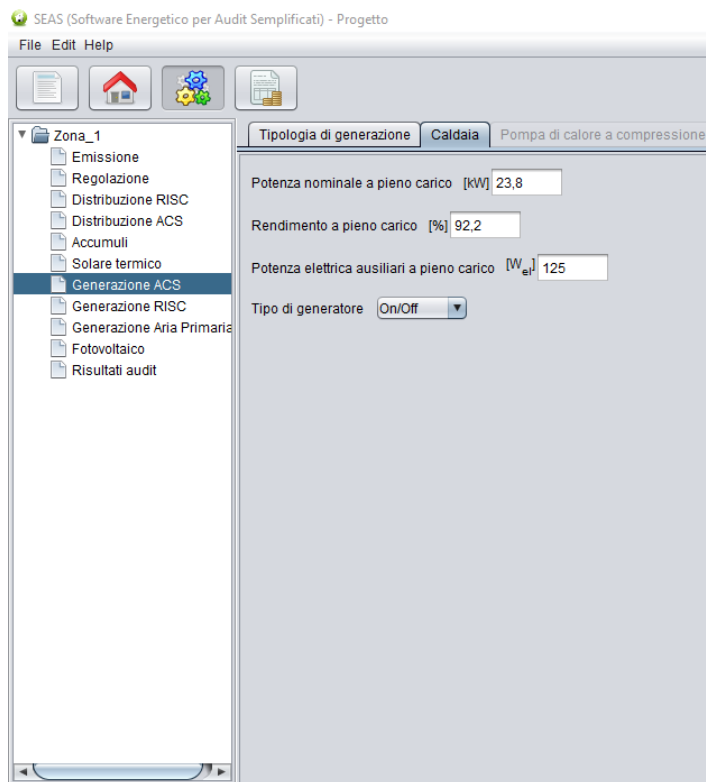 SEAS (Software Energetico per Audit Semplificati) - Progetto
File Edit Help
Zona_1
Emissione
Regolazione
Distribuzione RISC
Distribuzione ACS
Accumuli
Solare termico
Generazione ACS
Generazione RISC
Generazione Aria Primaria
Fotovoltaico
Risultati audit
Tipologia di generazione Caldaia Pompa di calore a compressione
Potenza nominale a pieno carico [kW] 23,8
Rendimento a pieno carico [%] 92,2
Potenza elettrica ausiliari a pieno carico [Wel] 125
Tipo di generatore On/Off